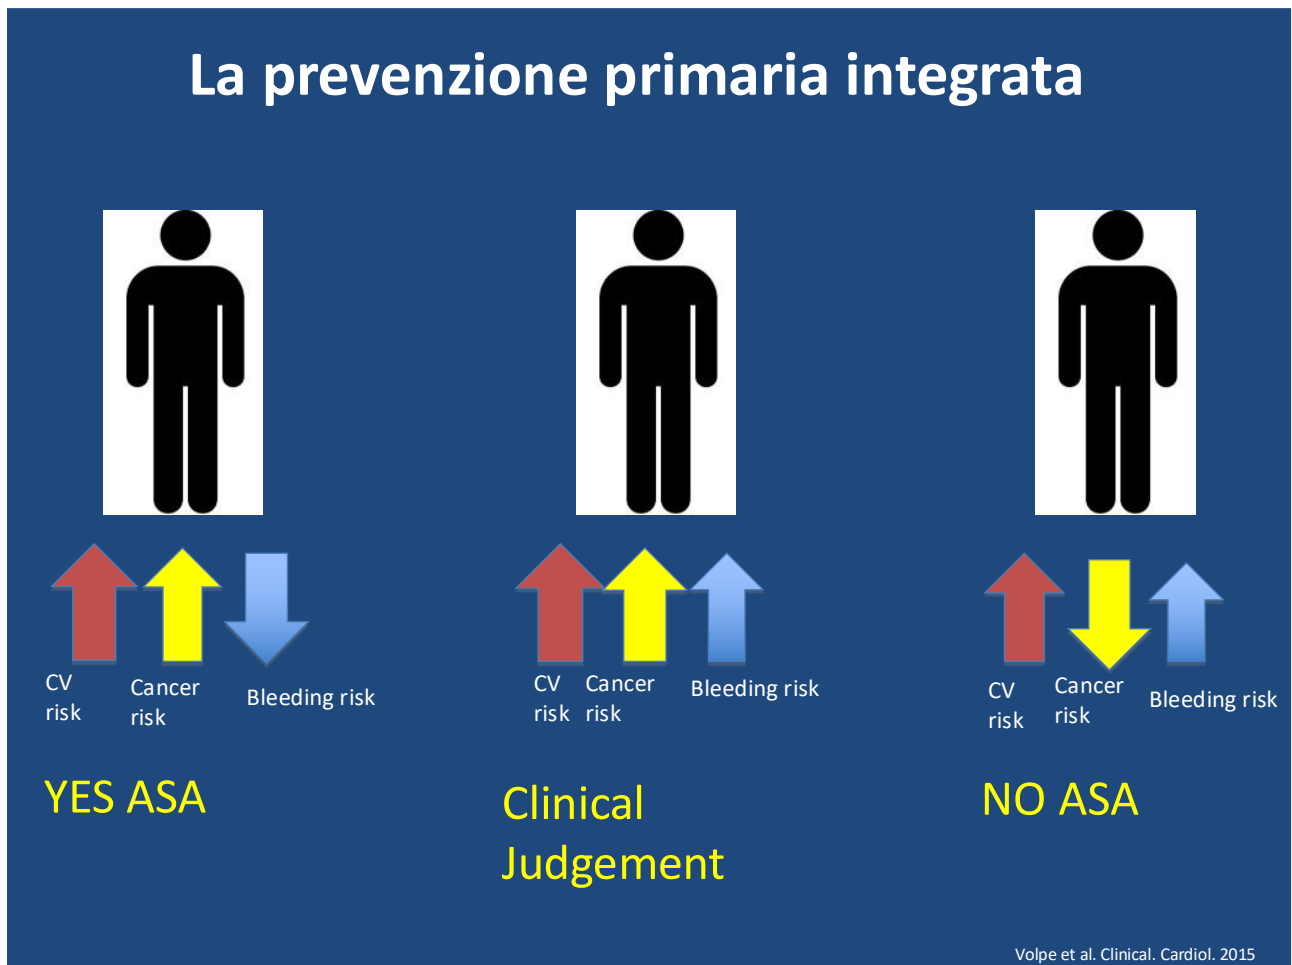 La prevenzione primaria integrata
CV
risk
Cancer
risk
Bleeding risk
CV
risk
Cancer
risk
Bleeding risk
CV
risk
Cancer
risk
Bleeding risk
YES ASA
Clinical
Judgement
NO ASA
Volpe et al. Clinical. Cardiol. 2015